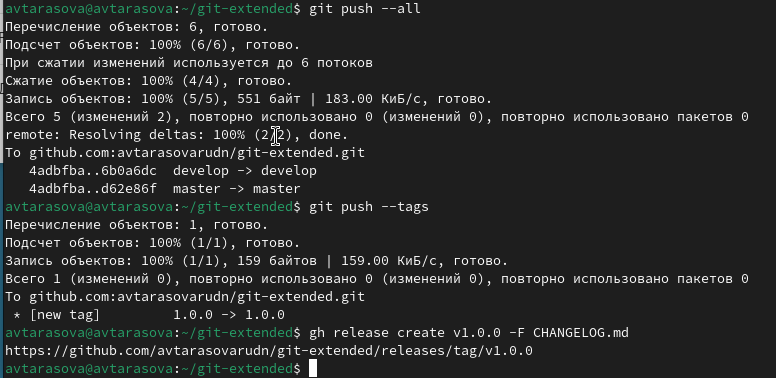 avtarasova@avtarasova:~/git-extended$ git push --all
Перечисление объектов: 6, готово.
Подсчет объектов: 100% (6/6), готово.
При сжатии изменений используется до 6 потоков
Сжатие объектов: 100% (4/4), готово.
Запись объектов: 100% (5/5), 551 байт | 183.00 КиБ/с, готово.
Всего 5 (изменений 2), повторно использовано 0 (изменений 0), повторно использовано пакетов 0
remote: Resolving deltas: 100% (2/2), done.
To github.com:avtarasovarudn/git-extended.git
   4adbfba..6b0a6dc  develop -> develop
   4adbfba..d62e86f  master -> master
avtarasova@avtarasova:~/git-extended$ git push --tags
Перечисление объектов: 1, готово.
Подсчет объектов: 100% (1/1), готово.
Запись объектов: 100% (1/1), 159 байтов | 159.00 КиБ/с, готово.
Всего 1 (изменений 0), повторно использовано 0 (изменений 0), повторно использовано пакетов 0
To github.com:avtarasovarudn/git-extended.git
 * [new tag]         1.0.0 -> 1.0.0
avtarasova@avtarasova:~/git-extended$ gh release create v1.0.0 -F CHANGELOG.md
https://github.com/avtarasovarudn/git-extended/releases/tag/v1.0.0
avtarasova@avtarasova:~/git-extended$